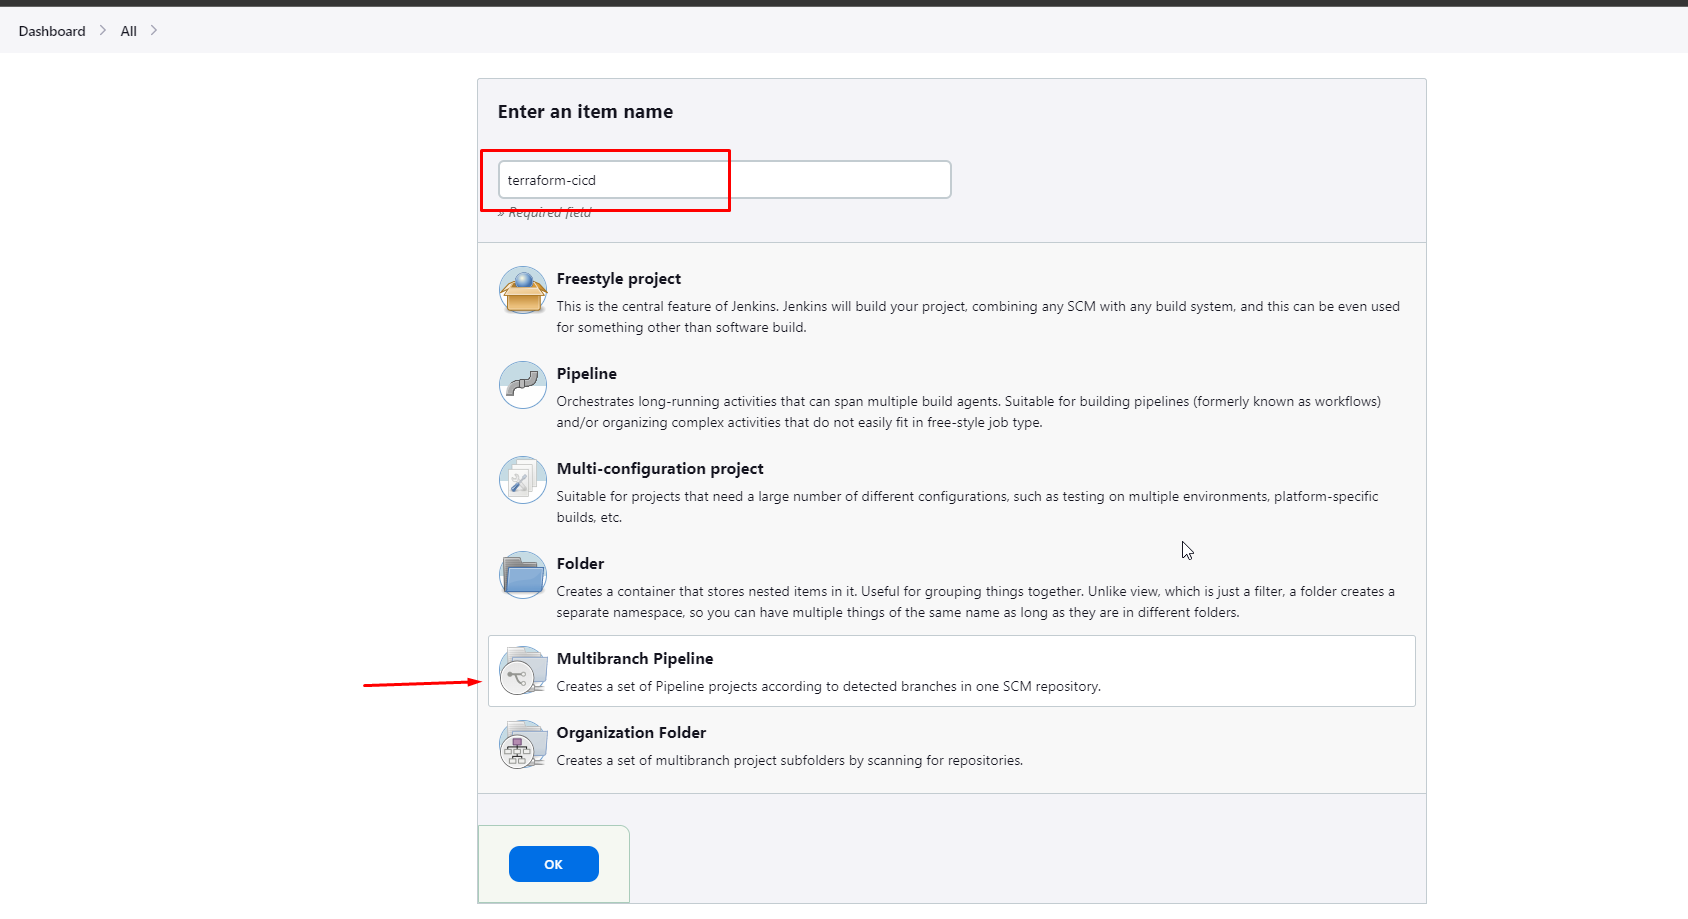 Dashboard > All >
Enter an item name
terraform-cicd
» Required field
Freestyle project
This is the central feature of Jenkins. Jenkins will build your project, combining any SCM with any build system, and this can be even used
for something other than software build.
Pipeline
Orchestrates long-running activities that can span multiple build agents. Suitable for building pipelines (formerly known as workflows)
and/or organizing complex activities that do not easily fit in free-style job type.
Multi-configuration project
Suitable for projects that need a large number of different configurations, such as testing on multiple environments, platform-specific
builds, etc.
Folder
Creates a container that stores nested items in it. Useful for grouping things together. Unlike view, which is just a filter, a folder creates a
separate namespace, so you can have multiple things of the same name as long as they are in different folders.
Multibranch Pipeline
Creates a set of Pipeline projects according to detected branches in one SCM repository.
Organization Folder
Creates a set of multibranch project subfolders by scanning for repositories.
OK